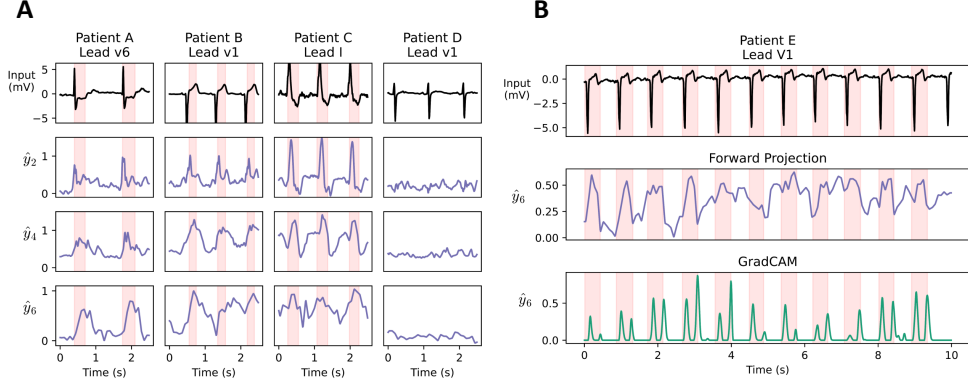 A
Patient A
Lead v6
Patient B
Lead v1
Patient C
Lead I
Patient D
Lead v1
Input
(mV)
5
0
−5
ŷ2
1
0
ŷ4
1
0
ŷ6
1
0
0 1 2
0 1 2
0 1 2
0 1 2
Time (s)
Time (s)
Time (s)
Time (s)
B
Patient E
Lead V1
Input
(mV)
0.0
−2.5
−5.0
Forward Projection
ŷ6
0.50
0.25
0.00
GradCAM
ŷ6
0.5
0.0
0 2 4 6 8 10
Time (s)